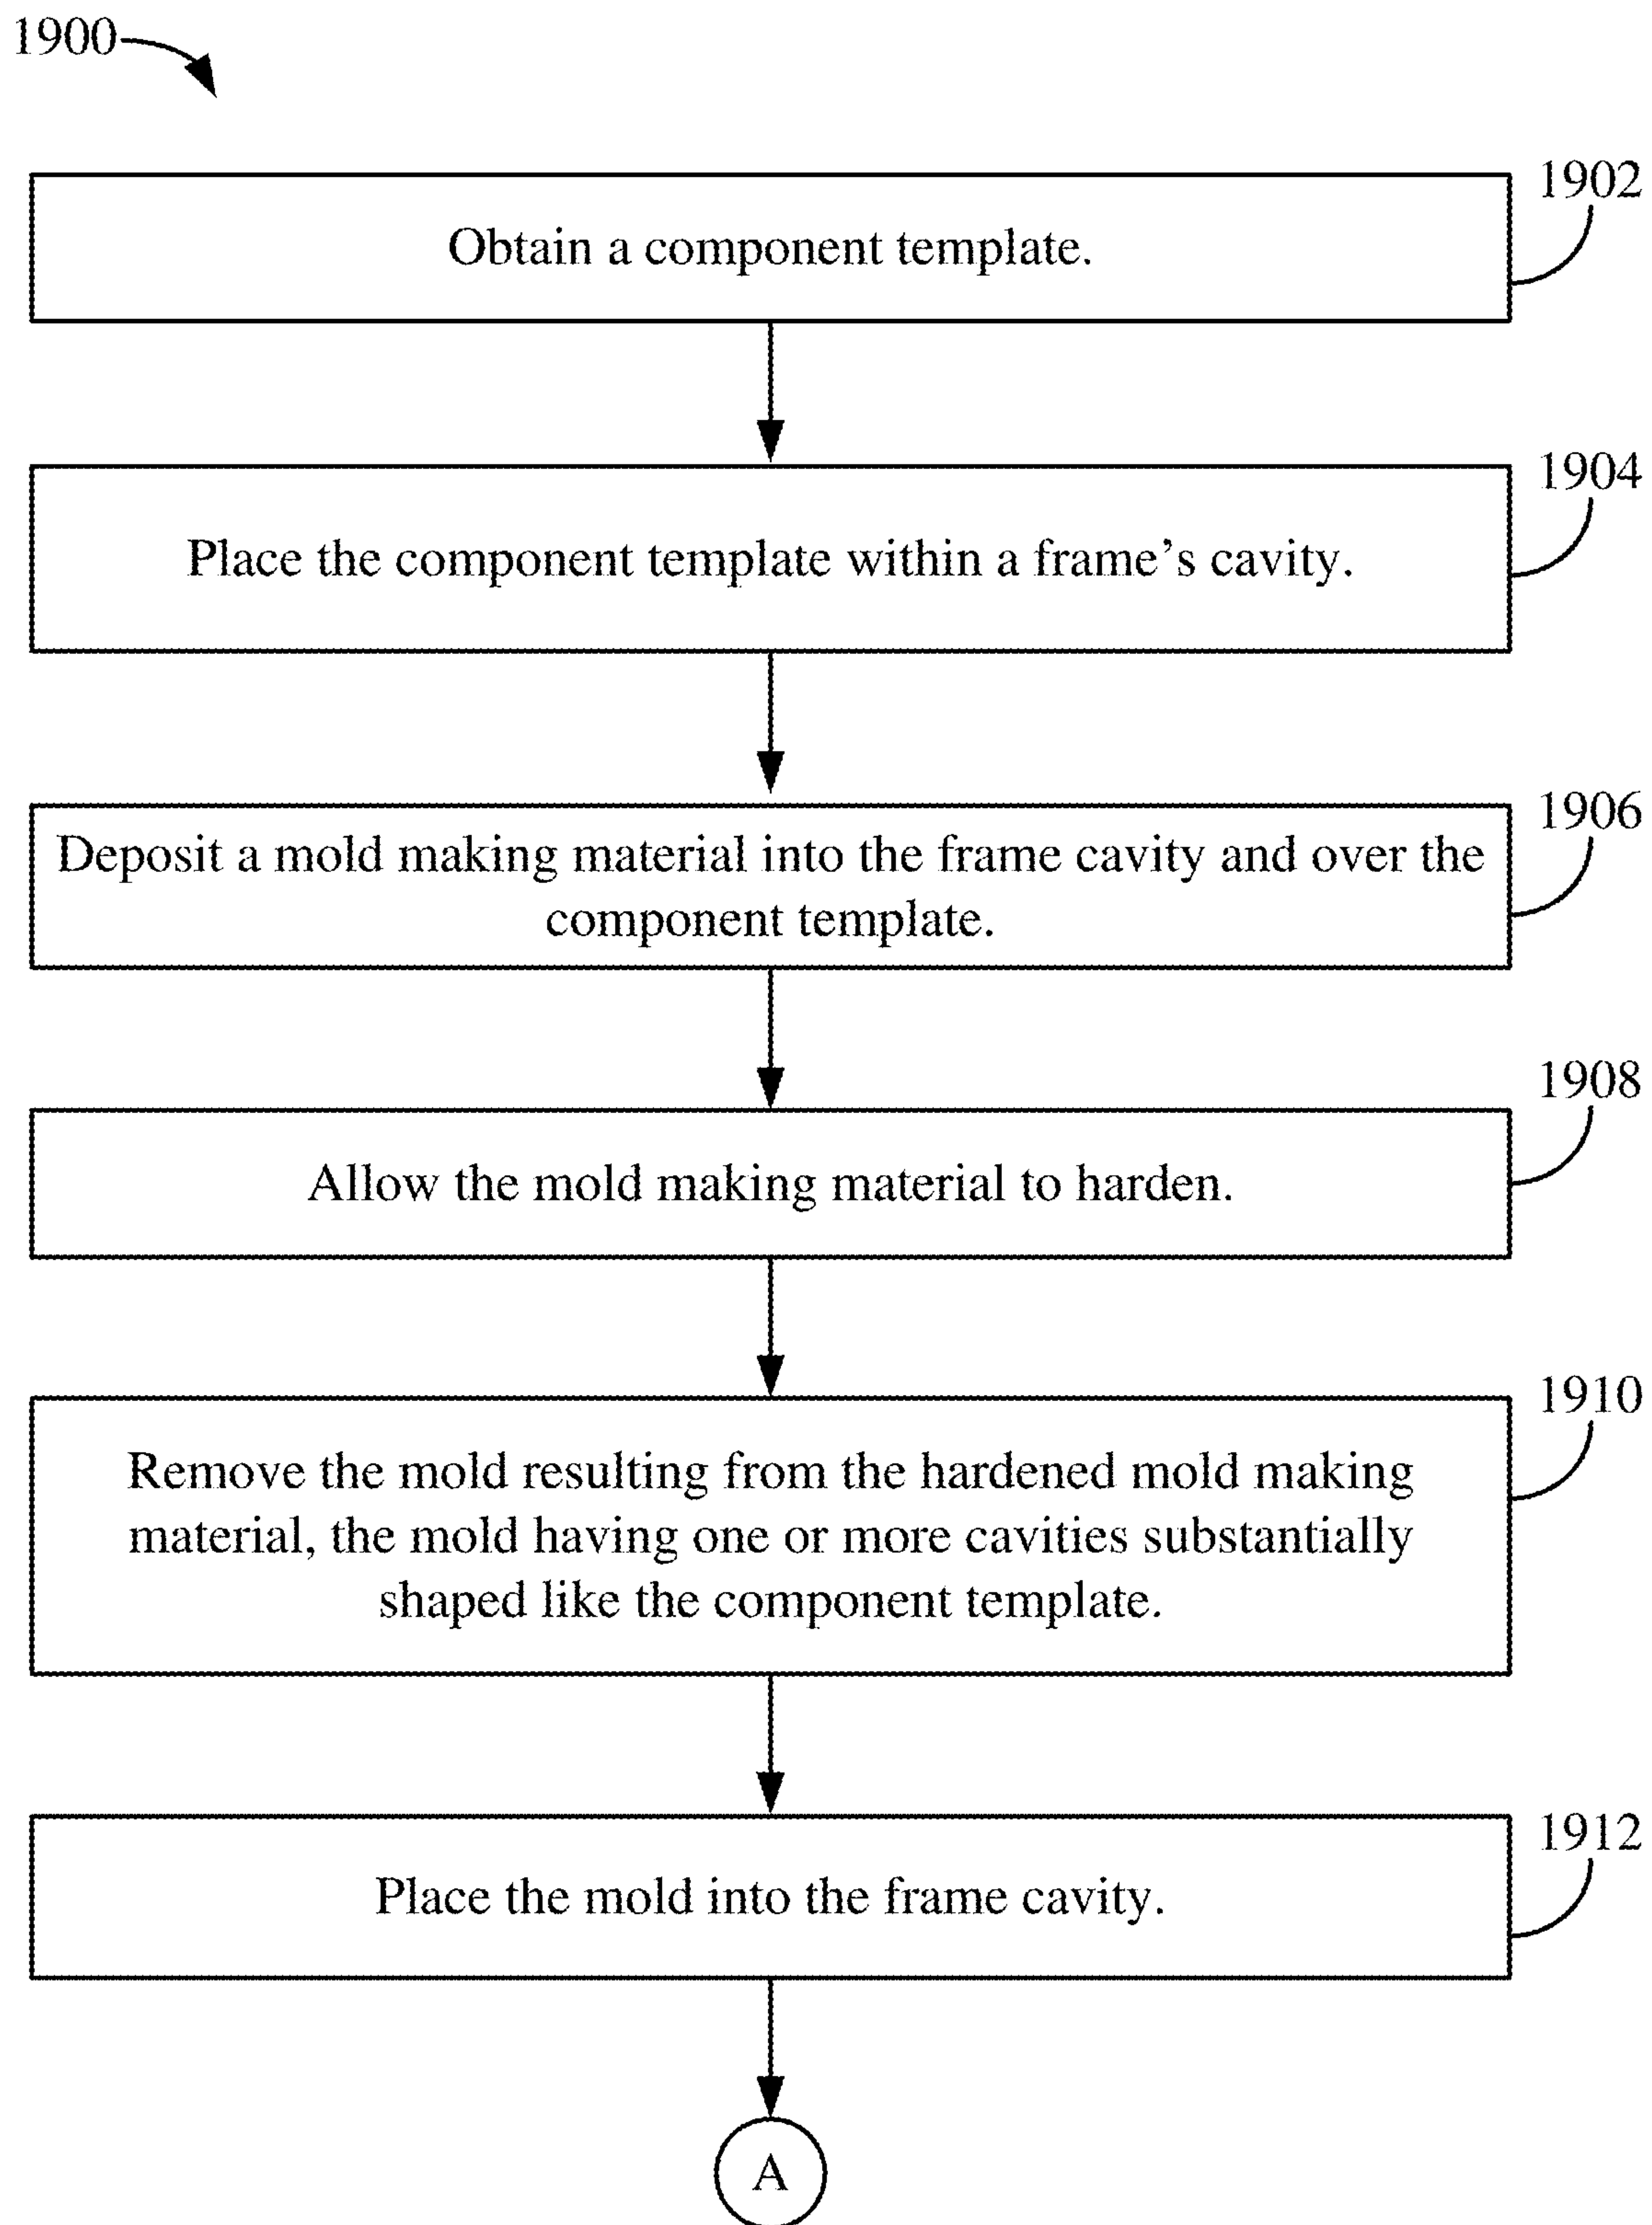 1900
1902
Obtain a component template.
1904
Place the component template within a frame’s cavity.
1906
Deposit a mold making material into the frame cavity and over the
component template.
1908
Allow the mold making material to harden.
1910
Remove the mold resulting from the hardened mold making
material, the mold having one or more cavities substantially
shaped like the component template.
1912
Place the mold into the frame cavity.
A